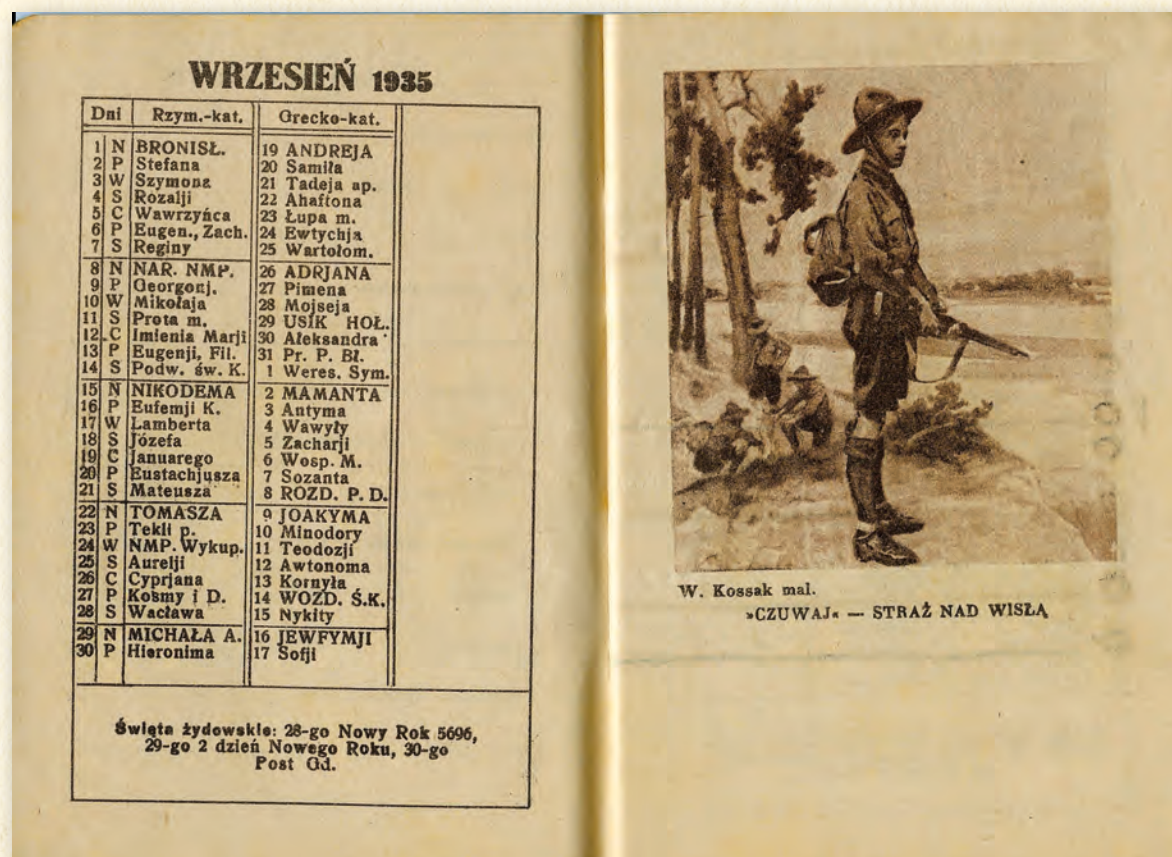 WRZESIEŃ 1935
Dni Rzym.-kat. Grecko-kat.
1 N BRONISŁ. 19 ANDREJA
2 P Stefana 20 Samiła
3 W Szymona 21 Tadeja ap.
4 S Rozalji 22 Ahaftona
5 C Wawrzyńca 23 Łupa m.
6 P Eugen., Zach. 24 Ewtychja
7 S Reginy 25 Wartołom.
8 N NAR. NMP. 26 ADRJANA
9 P Georgonj. 27 Pimena
10 W Mikołaja 28 Mojseja
11 S Prota m. 29 USIK HOŁ.
12 C Imienia Marji 30 Ałeksandra
13 P Eugenji, Fil. 31 Pr. P. Bł.
14 S Podw. św. K. 1 Weres. Sym.
15 N NIKODEMA 2 MAMANTA
16 P Eufemji K. 3 Antyma
17 W Lamberta 4 Wawyły
18 S Józefa 5 Zacharji
19 C Januarego 6 Wosp. M.
20 P Eustachjusza 7 Sozanta
21 S Mateusza 8 ROZD. P. D.
22 N TOMASZA 9 JOAKYMA
23 P Tekli p. 10 Minodory
24 W NMP. Wykup. 11 Teodozji
25 S Aurelji 12 Awtonoma
26 C Cyprjana 13 Kornyła
27 P Kosmy i D. 14 WOZD. Ś.K.
28 S Wacława 15 Nykity
29 N MICHAŁA A. 16 JEWFYMJI
30 P Hieronima 17 Sofji
Święta żydowskie: 28-go Nowy Rok 5696,
29-go 2 dzień Nowego Roku, 30-go
Post Gd.
W. Kossak mal.
»CZUWAJ« — STRAŻ NAD WISŁĄ